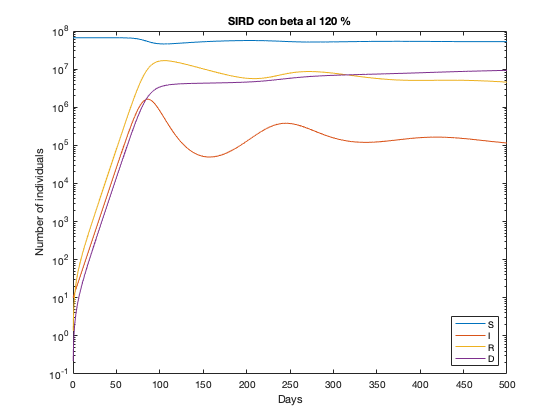 SIRD con beta al 120 %
10^8
10^7
10^6
10^5
10^4
10^3
10^2
10^1
10^0
10^-1
Number of individuals
0 50 100 150 200 250 300 350 400 450 500
Days
S
I
R
D